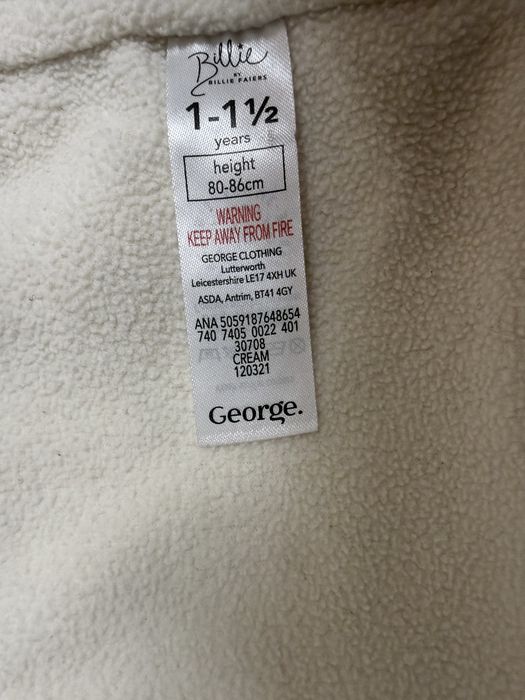 Billie
BY
BILLIE FAIERS
1-1½
years
height
80-86cm
WARNING
KEEP AWAY FROM FIRE
GEORGE CLOTHING
Lutterworth
Leicestershire LE17 4XH UK
ASDA, Antrim, BT41 4GY
ANA 5059187648654
740 7405 0022 401
30708
CREAM
120321
George.